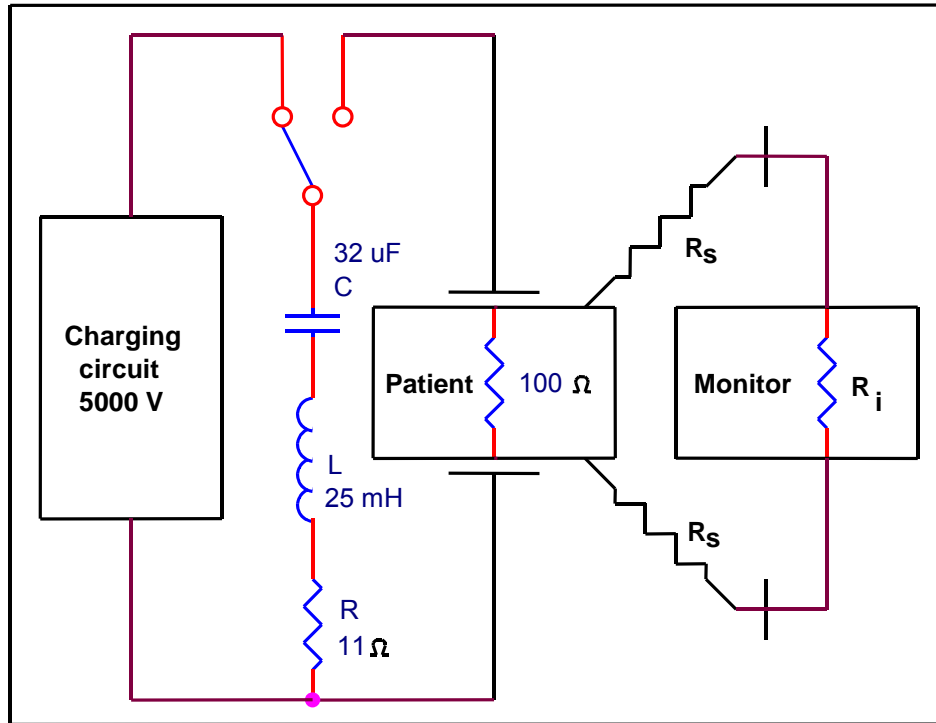 32 uF
C
Charging
circuit
5000 V
L
25 mH
R
11 Ω
Patient
100 Ω
Rs
Rs
Monitor
R i